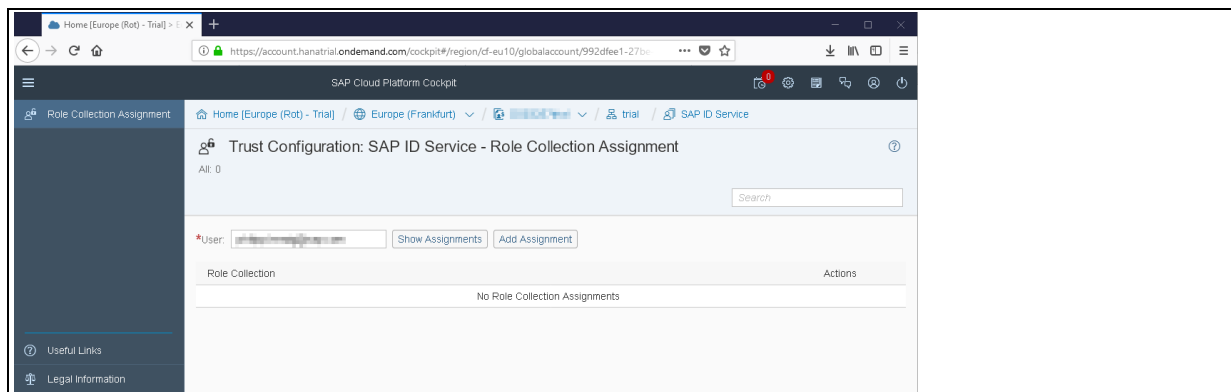 Home [Europe (Rot) - Trial] >
https://account.hanatrial.ondemand.com/cockpit#/region/cf-eu10/globalaccount/992dfee1-27be
SAP Cloud Platform Cockpit
0
Role Collection Assignment
Home [Europe (Rot) - Trial] / Europe (Frankfurt) / / trial / SAP ID Service
Trust Configuration: SAP ID Service - Role Collection Assignment
All: 0
Search
*User:
Show Assignments
Add Assignment
Role Collection
Actions
No Role Collection Assignments
Useful Links
Legal Information